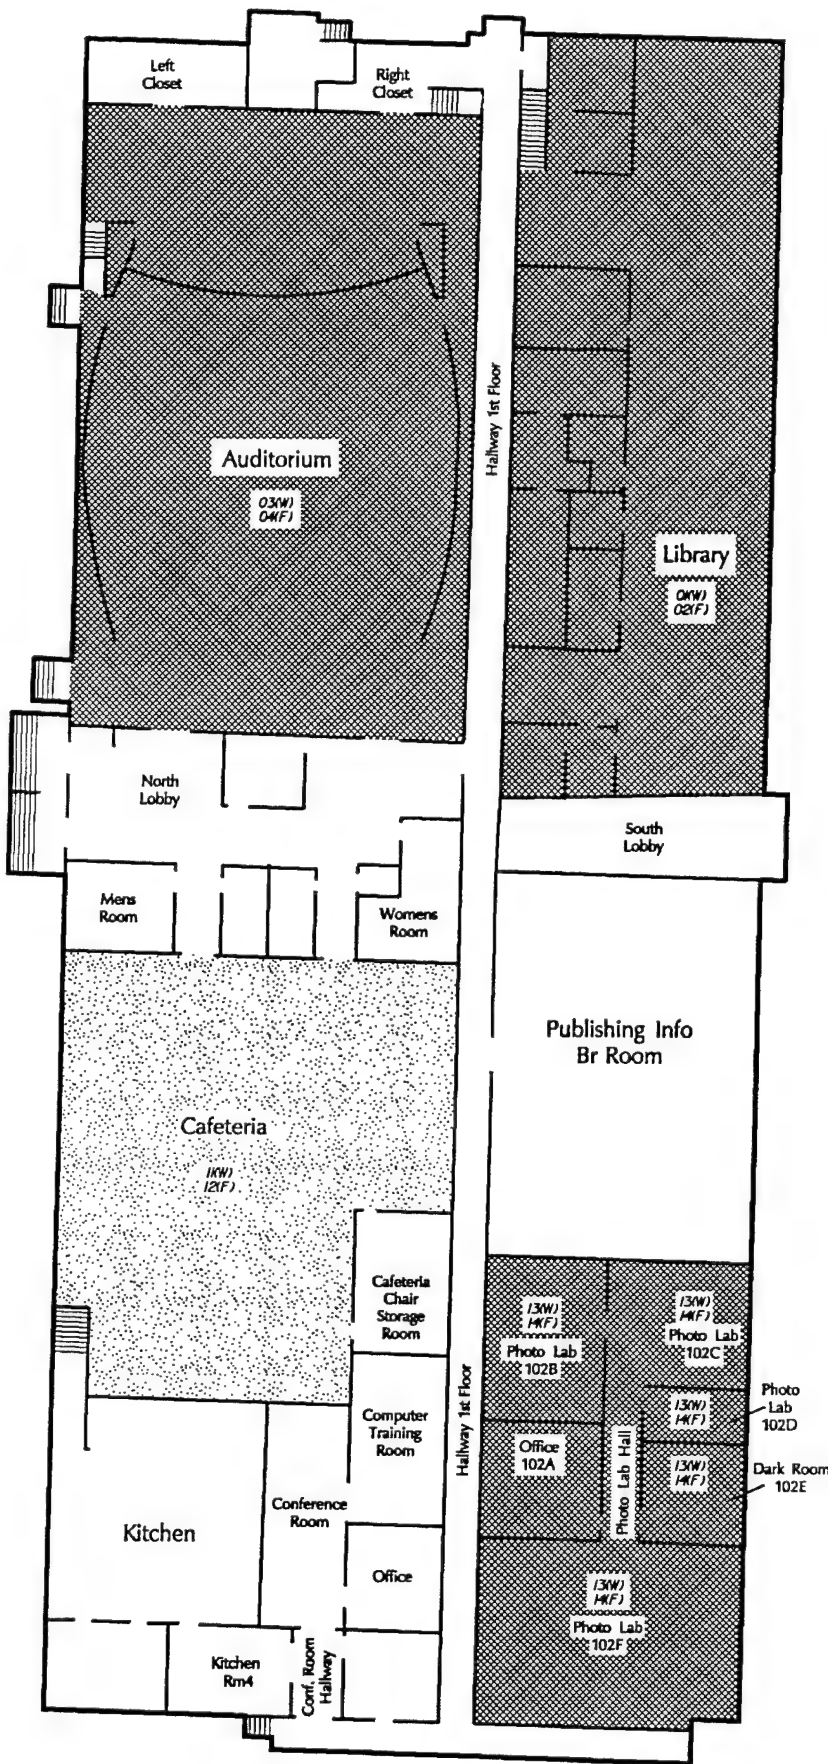 Left
Closet
Right
Closet
Hallway 1st Floor
Auditorium
03(W)
04(F)
Library
01(W)
02(F)
North
Lobby
South
Lobby
Mens
Room
Womens
Room
Publishing Info
Br Room
Cafeteria
11(W)
12(F)
Cafeteria
Chair
Storage
Room
13(W)
14(F)
Photo Lab
102B
13(W)
14(F)
Photo Lab
102C
Hallway 1st Floor
Computer
Training
Room
13(W)
14(F)
Photo
Lab
102D
Office
102A
Photo Lab Hall
13(W)
14(F)
Dark Room
102E
Conference
Room
Kitchen
Office
13(W)
14(F)
Photo Lab
102F
Kitchen
Rm4
Conf. Room
Hallway